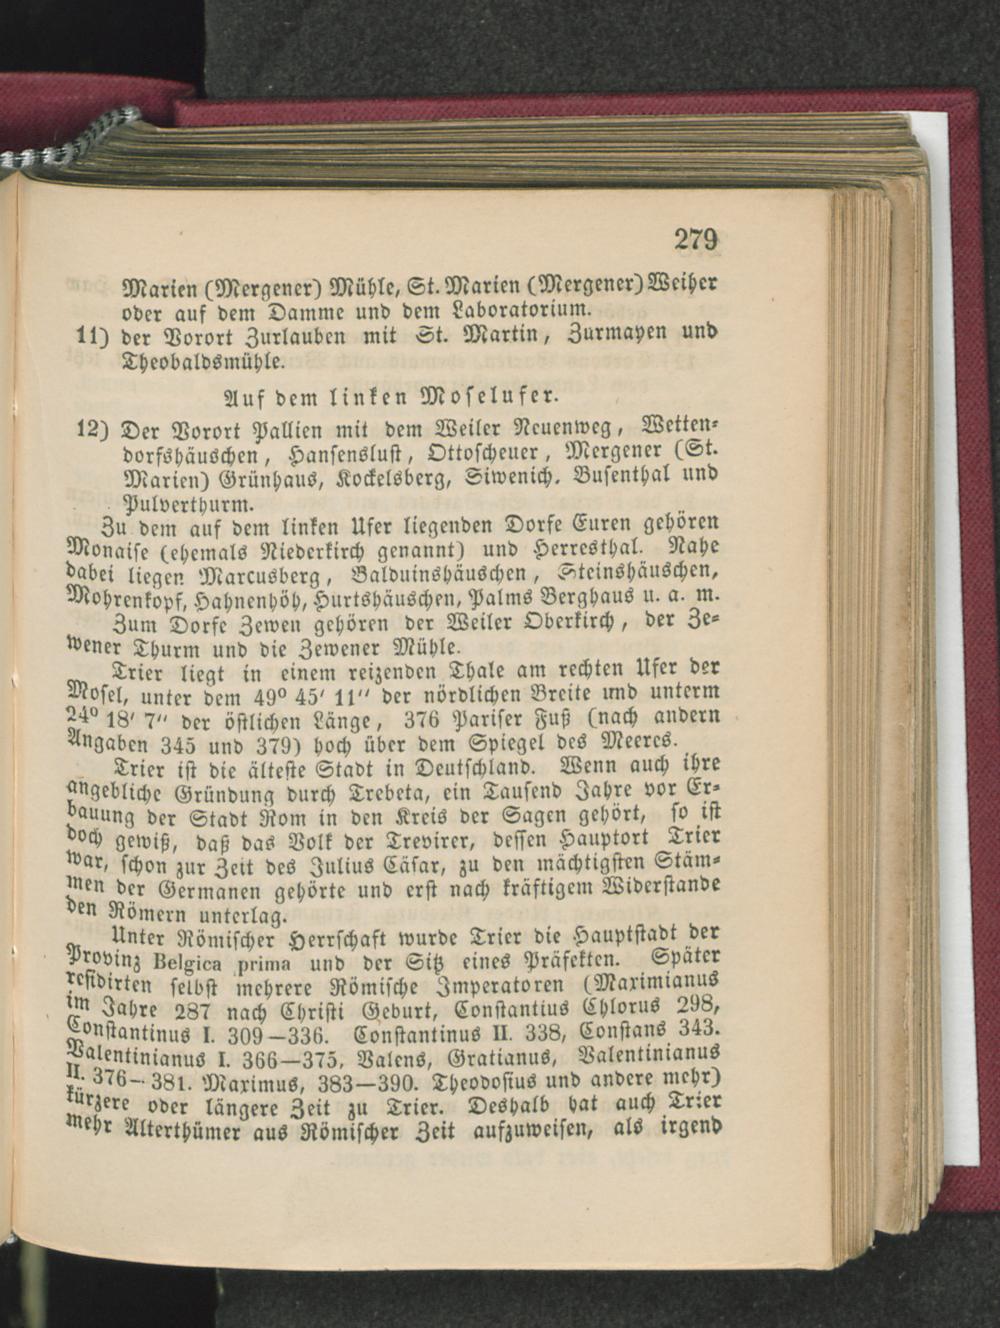 279
Marien (Mergener) Mühle, St. Marien (Mergener) Weiher
oder auf dem Damme und dem Laboratorium.
11) der Vorort Zurlauben mit St. Martin, Zurmayen und
Theobaldsmühle.
Auf dem linken Moselufer.
12) Der Vorort Pallien mit dem Weiler Neuenweg, Wetten-
dorfshäuschen, Hansenslust, Ottoscheuer, Mergener (St.
Marien) Grünhaus, Kockelsberg, Siwenich, Busenthal und
Pulverthurm.
Zu dem auf dem linken Ufer liegenden Dorfe Euren gehören
Monaise (ehemals Niederkirch genannt) und Herresthal. Nahe
dabei liegen Marcusberg, Balduinshäuschen, Steinshäuschen,
Mohrenkopf, Hahnenhöh, Hurtshäuschen, Palms Berghaus u. a. m.
Zum Dorfe Zewen gehören der Weiler Oberkirch, der Ze-
wener Thurm und die Zewener Mühle.
Trier liegt in einem reizenden Thale am rechten Ufer der
Mosel, unter dem 49° 45′ 11″ der nördlichen Breite und unterm
24° 18′ 7″ der östlichen Länge, 376 Pariser Fuß (nach andern
Angaben 345 und 379) hoch über dem Spiegel des Meeres.
Trier ist die älteste Stadt in Deutschland. Wenn auch ihre
angebliche Gründung durch Trebeta, ein Tausend Jahre vor Er-
bauung der Stadt Rom in den Kreis der Sagen gehört, so ist
doch gewiß, daß das Volk der Trevirer, dessen Hauptort Trier
war, schon zur Zeit des Julius Cäsar, zu den mächtigsten Stäm-
men der Germanen gehörte und erst nach kräftigem Widerstande
den Römern unterlag.
Unter Römischer Herrschaft wurde Trier die Hauptstadt der
Provinz Belgica prima und der Sitz eines Präfekten. Später
residirten selbst mehrere Römische Imperatoren (Maximianus
im Jahre 287 nach Christi Geburt, Constantius Chlorus 298,
Constantinus I. 309—336. Constantinus II. 338, Constans 343.
Valentinianus I. 366—375, Valens, Gratianus, Valentinianus
II. 376—381. Maximus, 383—390. Theodosius und andere mehr)
kürzere oder längere Zeit zu Trier. Deshalb hat auch Trier
mehr Alterthümer aus Römischer Zeit aufzuweisen, als irgend